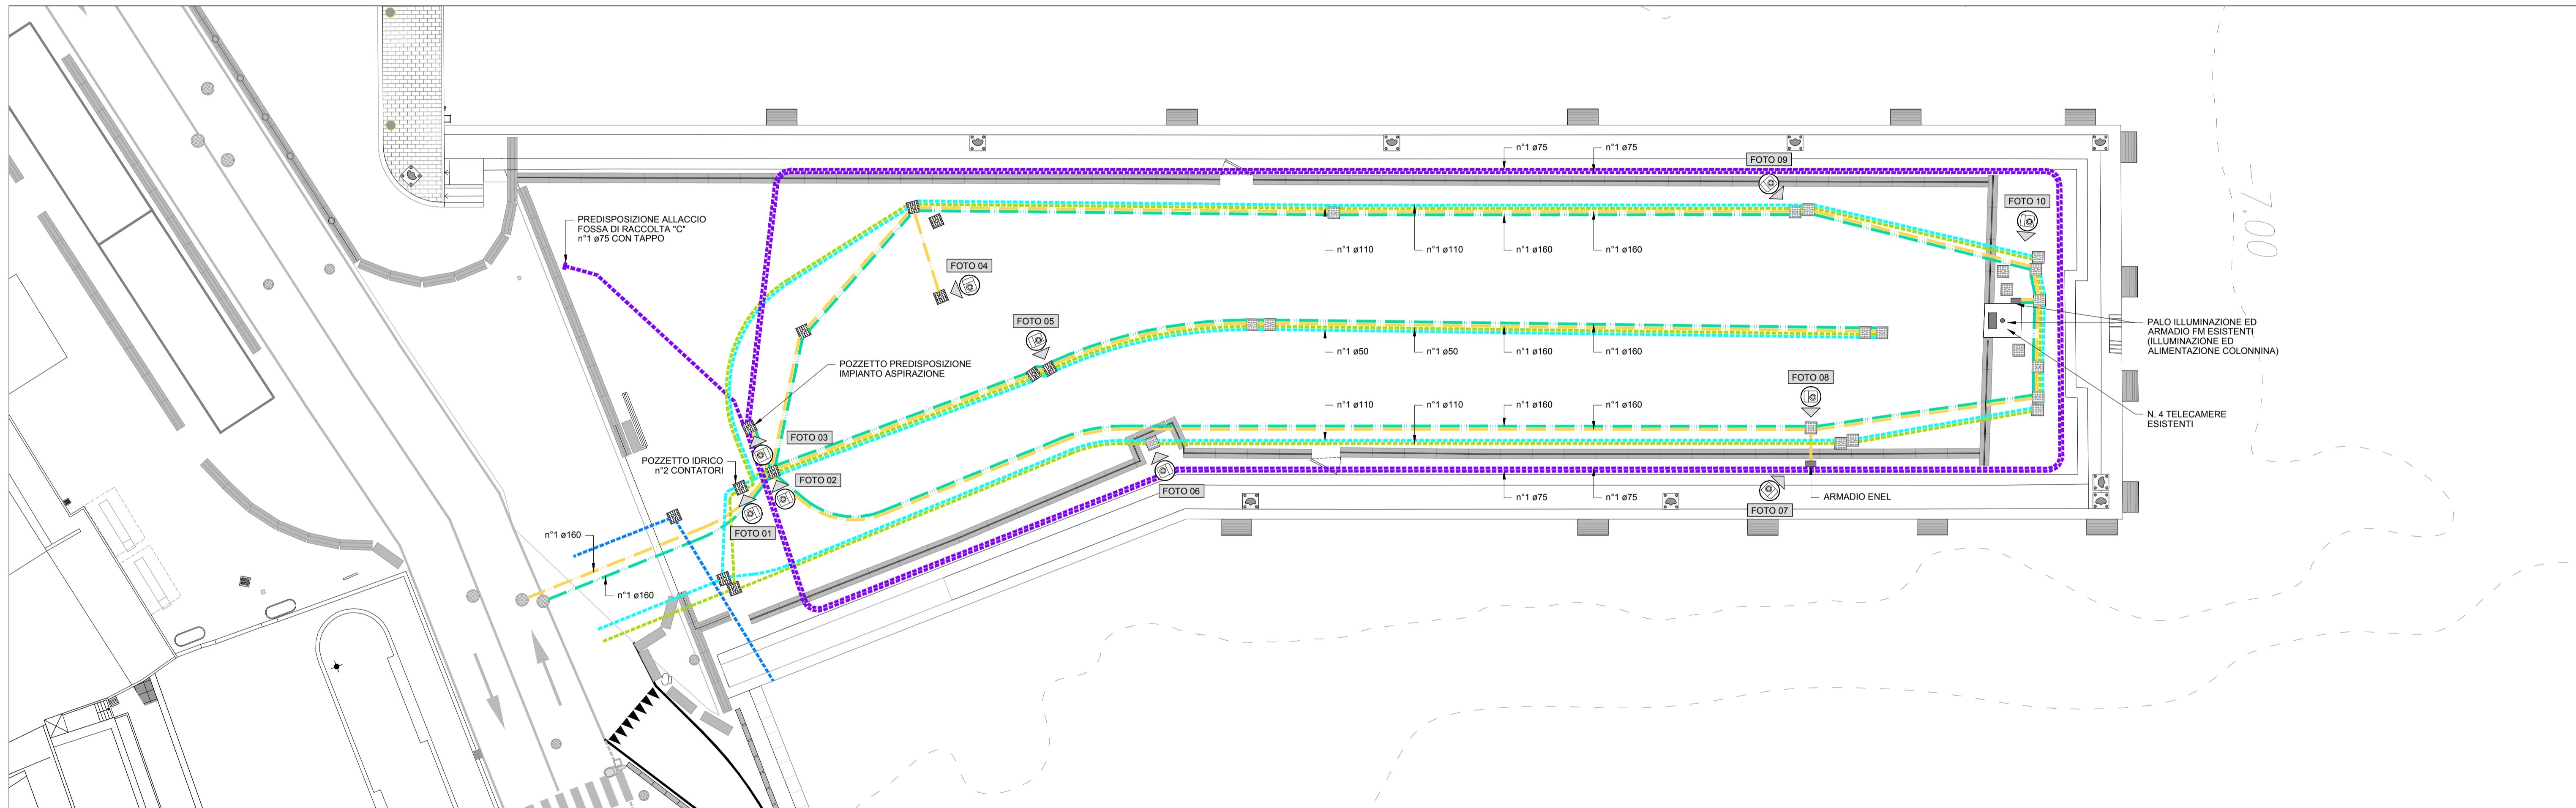 n°1 ø75
n°1 ø75
FOTO 09
FOTO 10
PREDISPOSIZIONE ALLACCIO
FOSSA DI RACCOLTA "C"
n°1 ø75 CON TAPPO
-7.00
n°1 ø110
n°1 ø110
n°1 ø160
n°1 ø160
FOTO 04
FOTO 05
PALO ILLUMINAZIONE ED
ARMADIO FM ESISTENTI
(ILLUMINAZIONE ED
ALIMENTAZIONE COLONNINA)
n°1 ø50
n°1 ø50
n°1 ø160
n°1 ø160
POZZETTO PREDISPOSIZIONE
IMPIANTO ASPIRAZIONE
FOTO 08
n°1 ø110
n°1 ø110
n°1 ø160
n°1 ø160
N. 4 TELECAMERE
ESISTENTI
FOTO 03
POZZETTO IDRICO
n°2 CONTATORI
FOTO 02
FOTO 06
n°1 ø75
n°1 ø75
ARMADIO ENEL
FOTO 07
FOTO 01
n°1 ø160
n°1 ø160